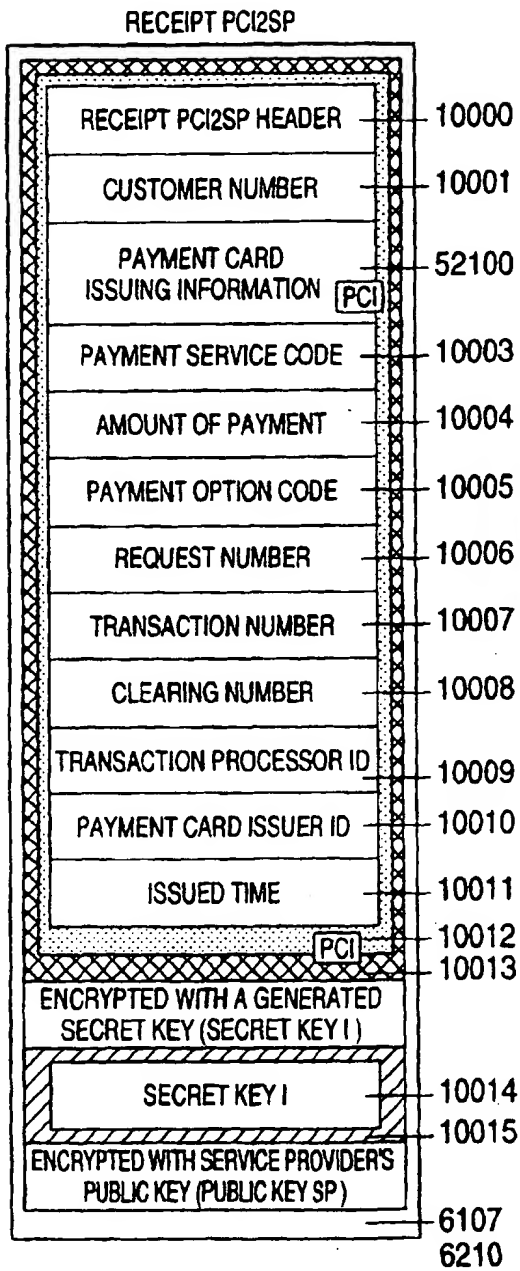 RECEIPT PCI2SP
RECEIPT PCI2SP HEADER 10000
CUSTOMER NUMBER 10001
PAYMENT CARD
ISSUING INFORMATION 52100
PCI
PAYMENT SERVICE CODE 10003
AMOUNT OF PAYMENT 10004
PAYMENT OPTION CODE 10005
REQUEST NUMBER 10006
TRANSACTION NUMBER 10007
CLEARING NUMBER 10008
TRANSACTION PROCESSOR ID 10009
PAYMENT CARD ISSUER ID 10010
ISSUED TIME 10011
PCI 10012
10013
ENCRYPTED WITH A GENERATED
SECRET KEY (SECRET KEY I)
SECRET KEY I 10014
10015
ENCRYPTED WITH SERVICE PROVIDER'S
PUBLIC KEY (PUBLIC KEY SP)
6107
6210